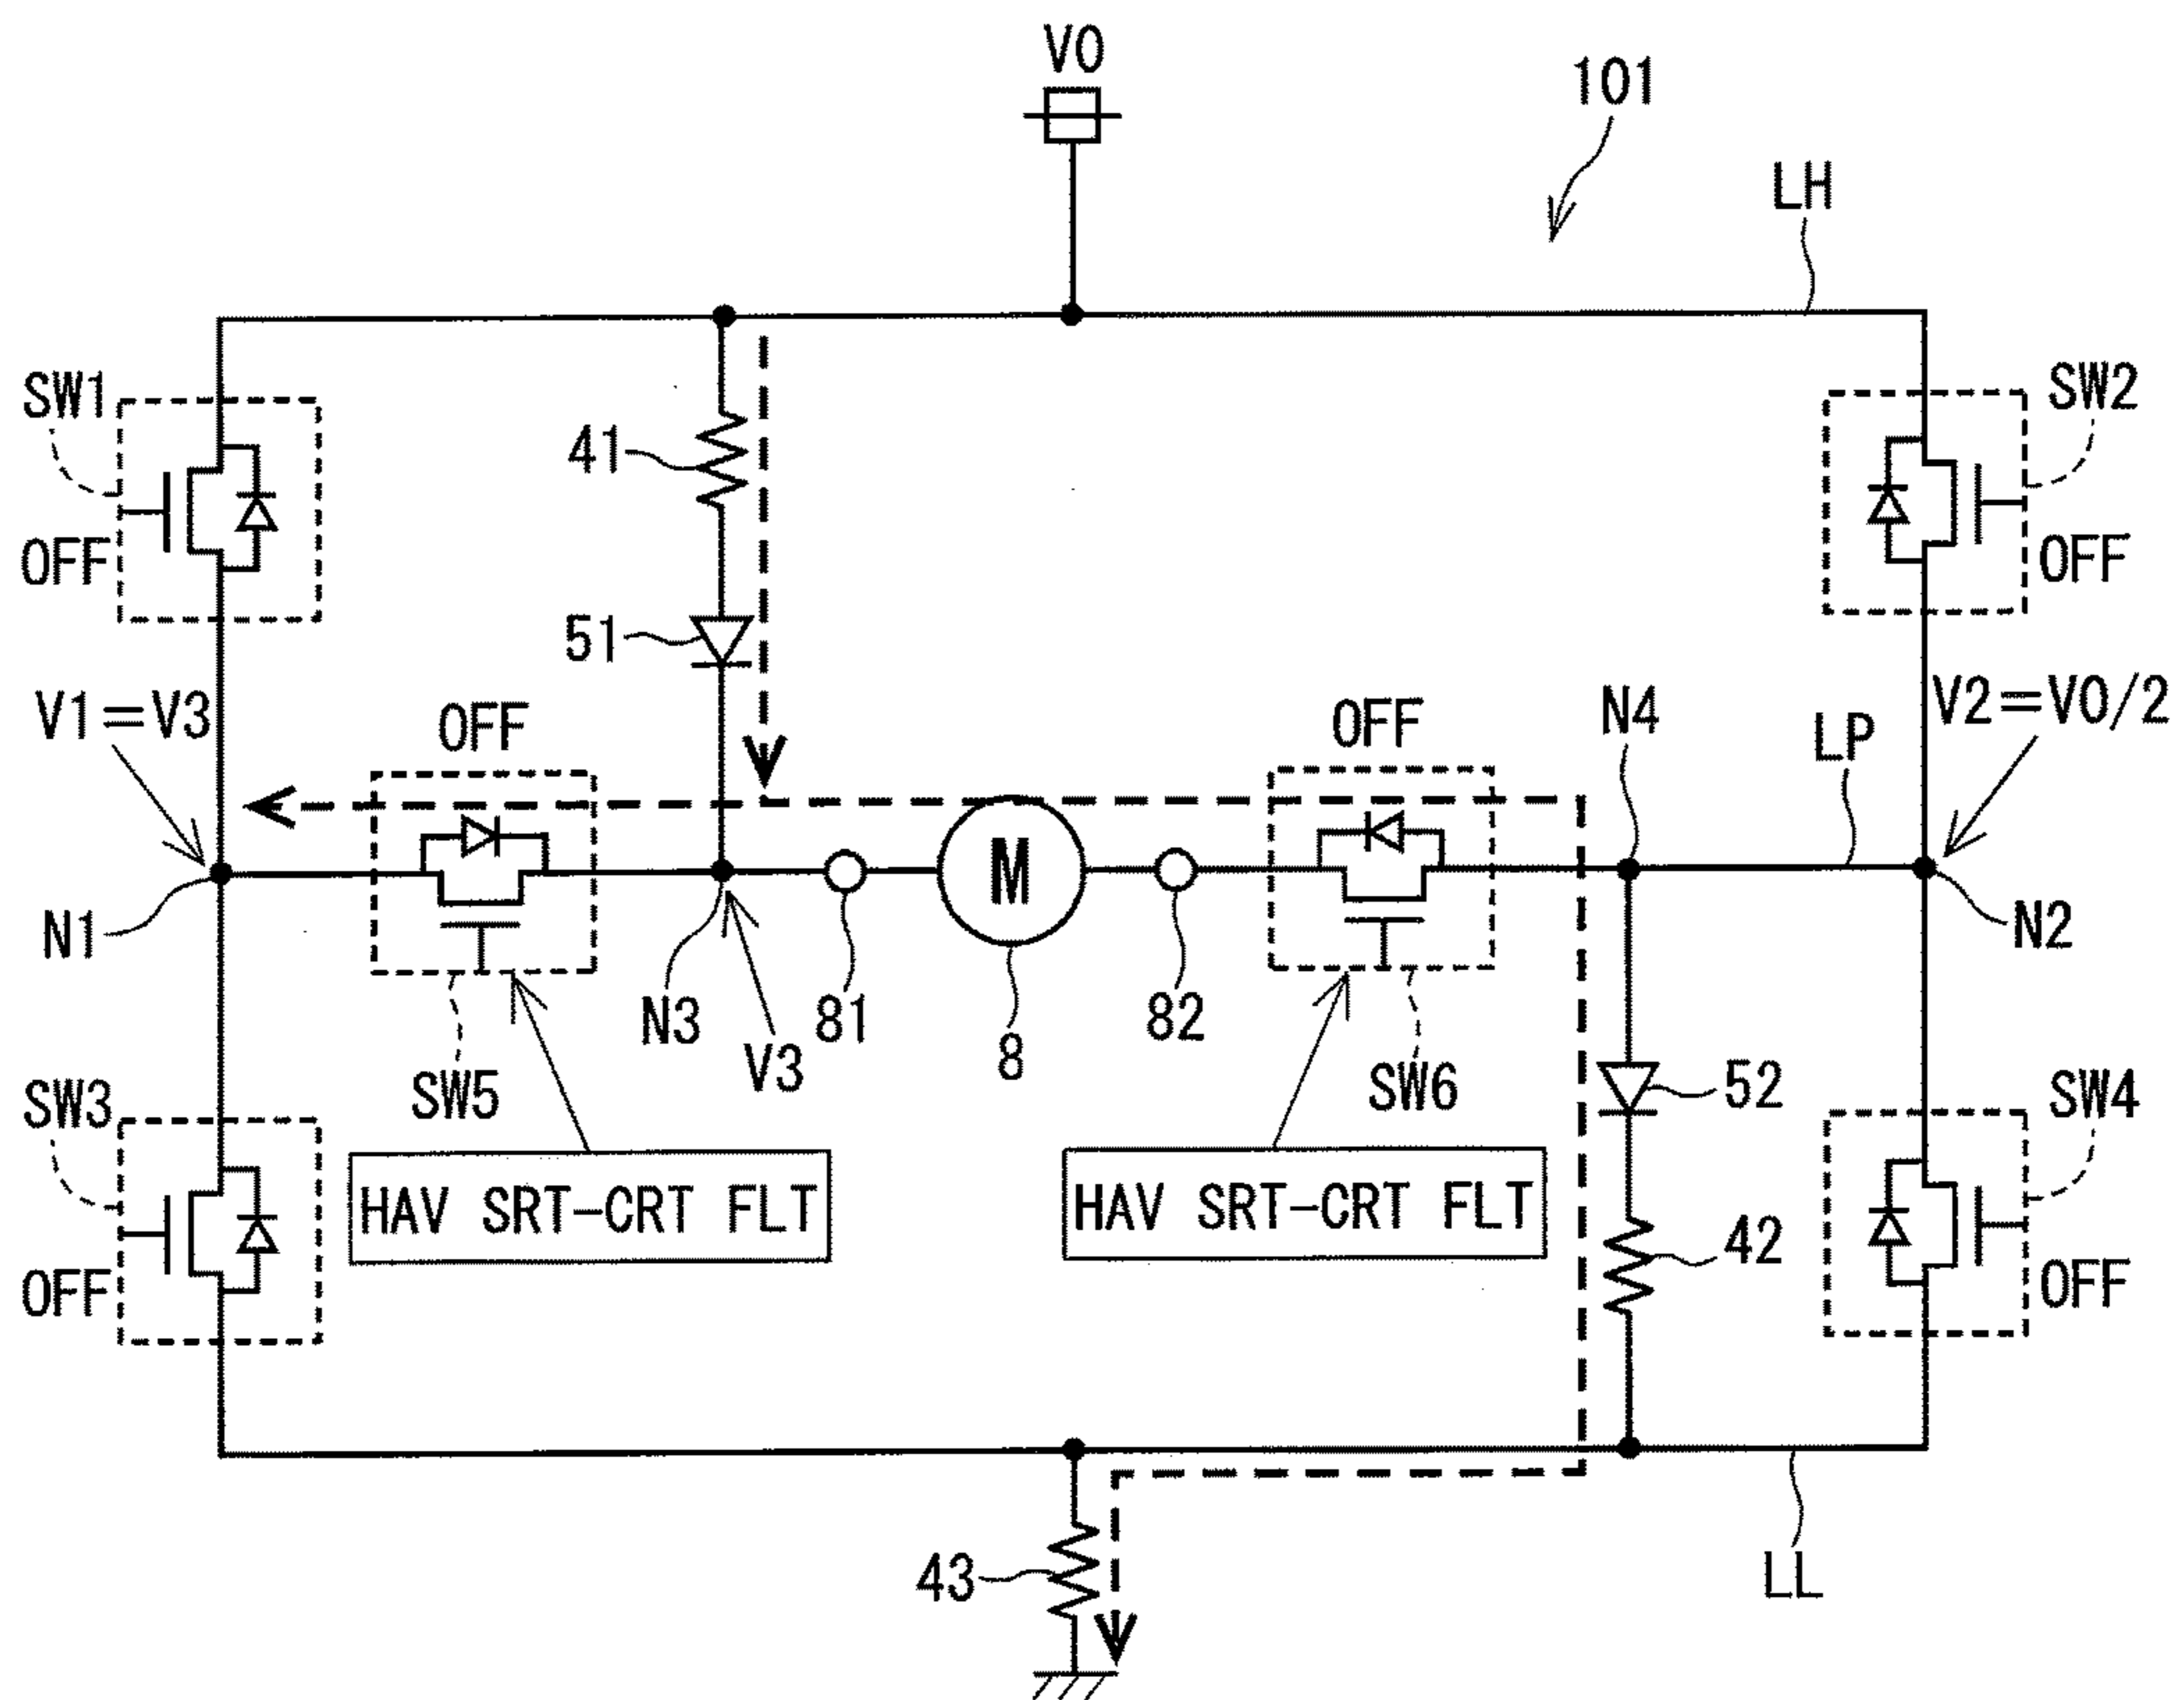 V0
101
LH
SW1
SW2
41
OFF
OFF
51
V1=V3
OFF
OFF
N4
LP
V2=V0/2
M
N1
N2
N3
81
82
8
V3
SW5
SW6
52
SW3
SW4
HAV SRT-CRT FLT
HAV SRT-CRT FLT
42
OFF
OFF
43
LL